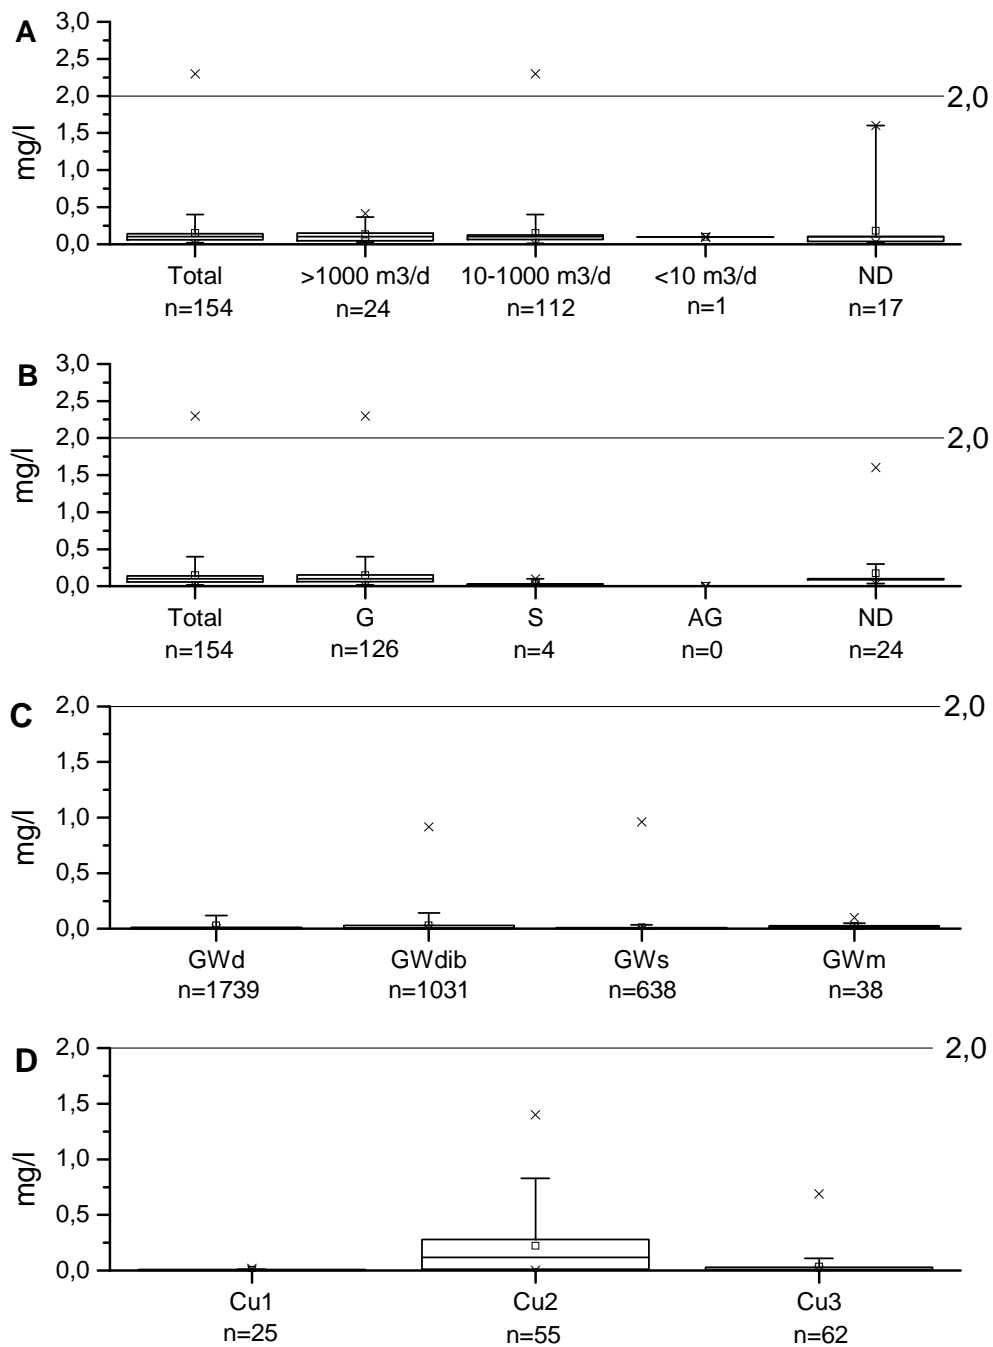 A
3,0
2,5
2,0
1,5
1,0
0,5
0,0
mg/l
2,0
Total >1000 m3/d 10-1000 m3/d <10 m3/d ND
n=154 n=24 n=112 n=1 n=17
B
3,0
2,5
2,0
1,5
1,0
0,5
0,0
mg/l
2,0
Total G S AG ND
n=154 n=126 n=4 n=0 n=24
C
2,0
1,5
1,0
0,5
0,0
mg/l
2,0
GWd GWdib GWs GWm
n=1739 n=1031 n=638 n=38
D
2,0
1,5
1,0
0,5
0,0
mg/l
2,0
Cu1 Cu2 Cu3
n=25 n=55 n=62